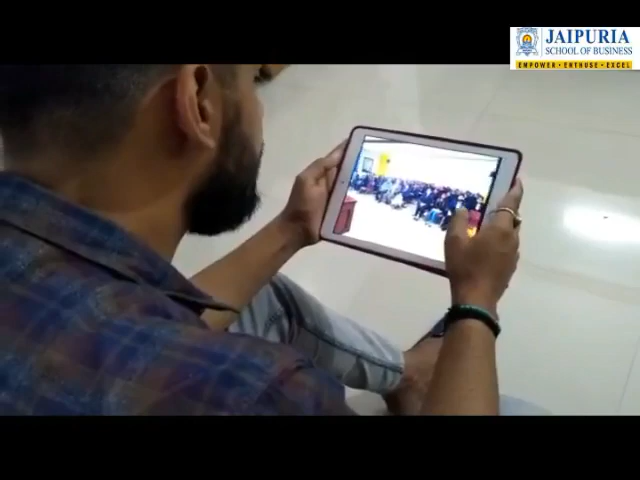 JAIPURIA
SCHOOL OF BUSINESS
EMPOWER • ENTHUSE • EXCEL